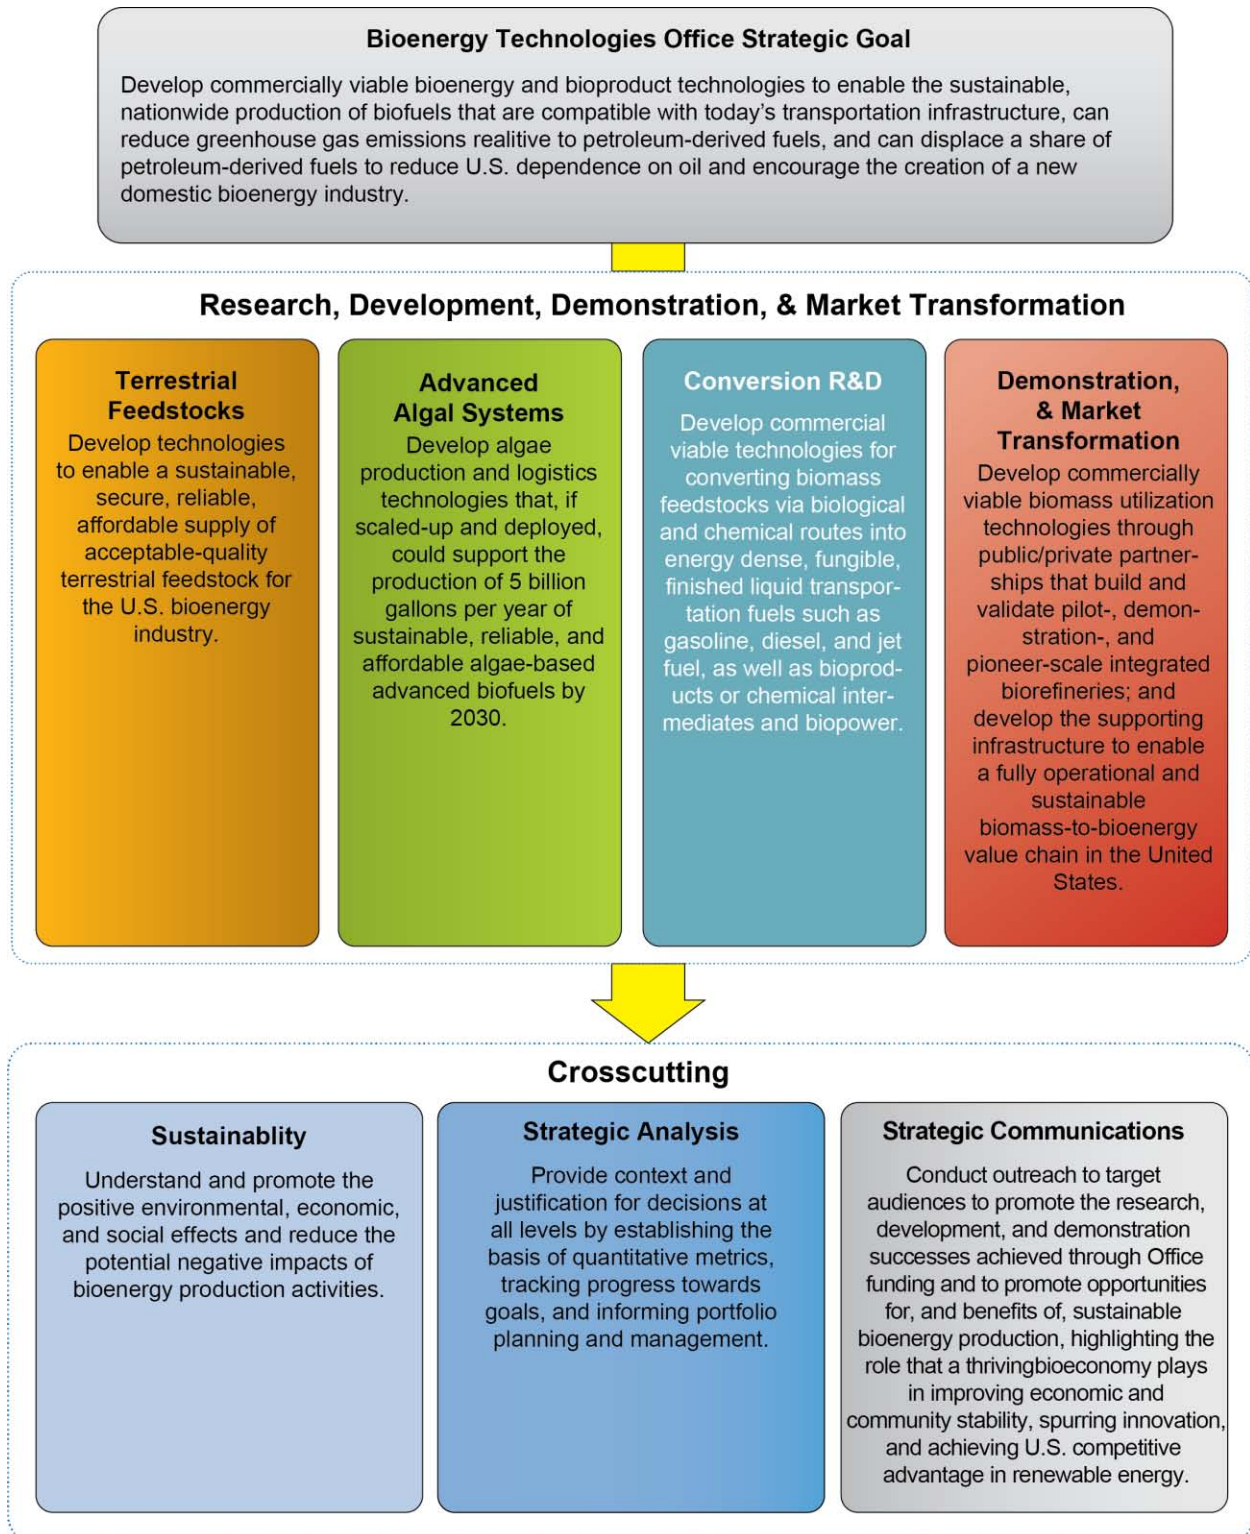 Bioenergy Technologies Office Strategic Goal
Develop commercially viable bioenergy and bioproduct technologies to enable the sustainable,
nationwide production of biofuels that are compatible with today's transportation infrastructure, can
reduce greenhouse gas emissions realitive to petroleum-derived fuels, and can displace a share of
petroleum-derived fuels to reduce U.S. dependence on oil and encourage the creation of a new
domestic bioenergy industry.
Research, Development, Demonstration, & Market Transformation
Terrestrial
Feedstocks
Develop technologies
to enable a sustainable,
secure, reliable,
affordable supply of
acceptable-quality
terrestrial feedstock for
the U.S. bioenergy
industry.
Advanced
Algal Systems
Develop algae
production and logistics
technologies that, if
scaled-up and deployed,
could support the
production of 5 billion
gallons per year of
sustainable, reliable, and
affordable algae-based
advanced biofuels by
2030.
Conversion R&D
Develop commercial
viable technologies for
converting biomass
feedstocks via biological
and chemical routes into
energy dense, fungible,
finished liquid transpor-
tation fuels such as
gasoline, diesel, and jet
fuel, as well as bioprod-
ucts or chemical inter-
mediates and biopower.
Demonstration,
& Market
Transformation
Develop commercially
viable biomass utilization
technologies through
public/private partner-
ships that build and
validate pilot-, demon-
stration-, and
pioneer-scale integrated
biorefineries; and
develop the supporting
infrastructure to enable
a fully operational and
sustainable
biomass-to-bioenergy
value chain in the United
States.
Crosscutting
Sustainablity
Understand and promote the
positive environmental, economic,
and social effects and reduce the
potential negative impacts of
bioenergy production activities.
Strategic Analysis
Provide context and
justification for decisions at
all levels by establishing the
basis of quantitative metrics,
tracking progress towards
goals, and informing portfolio
planning and management.
Strategic Communications
Conduct outreach to target
audiences to promote the research,
development, and demonstration
successes achieved through Office
funding and to promote opportunities
for, and benefits of, sustainable
bioenergy production, highlighting the
role that a thrivingbioeconomy plays
in improving economic and
community stability, spurring innovation,
and achieving U.S. competitive
advantage in renewable energy.